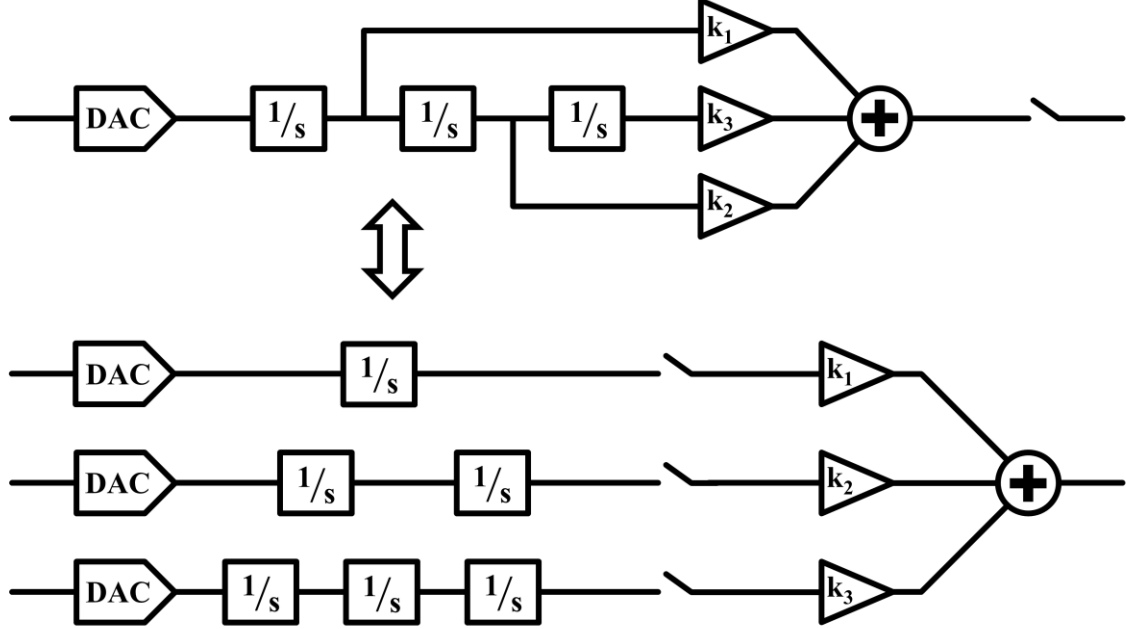 k₁
DAC 1/s 1/s 1/s k₃ +
k₂
DAC 1/s k₁
DAC 1/s 1/s k₂ +
DAC 1/s 1/s 1/s k₃